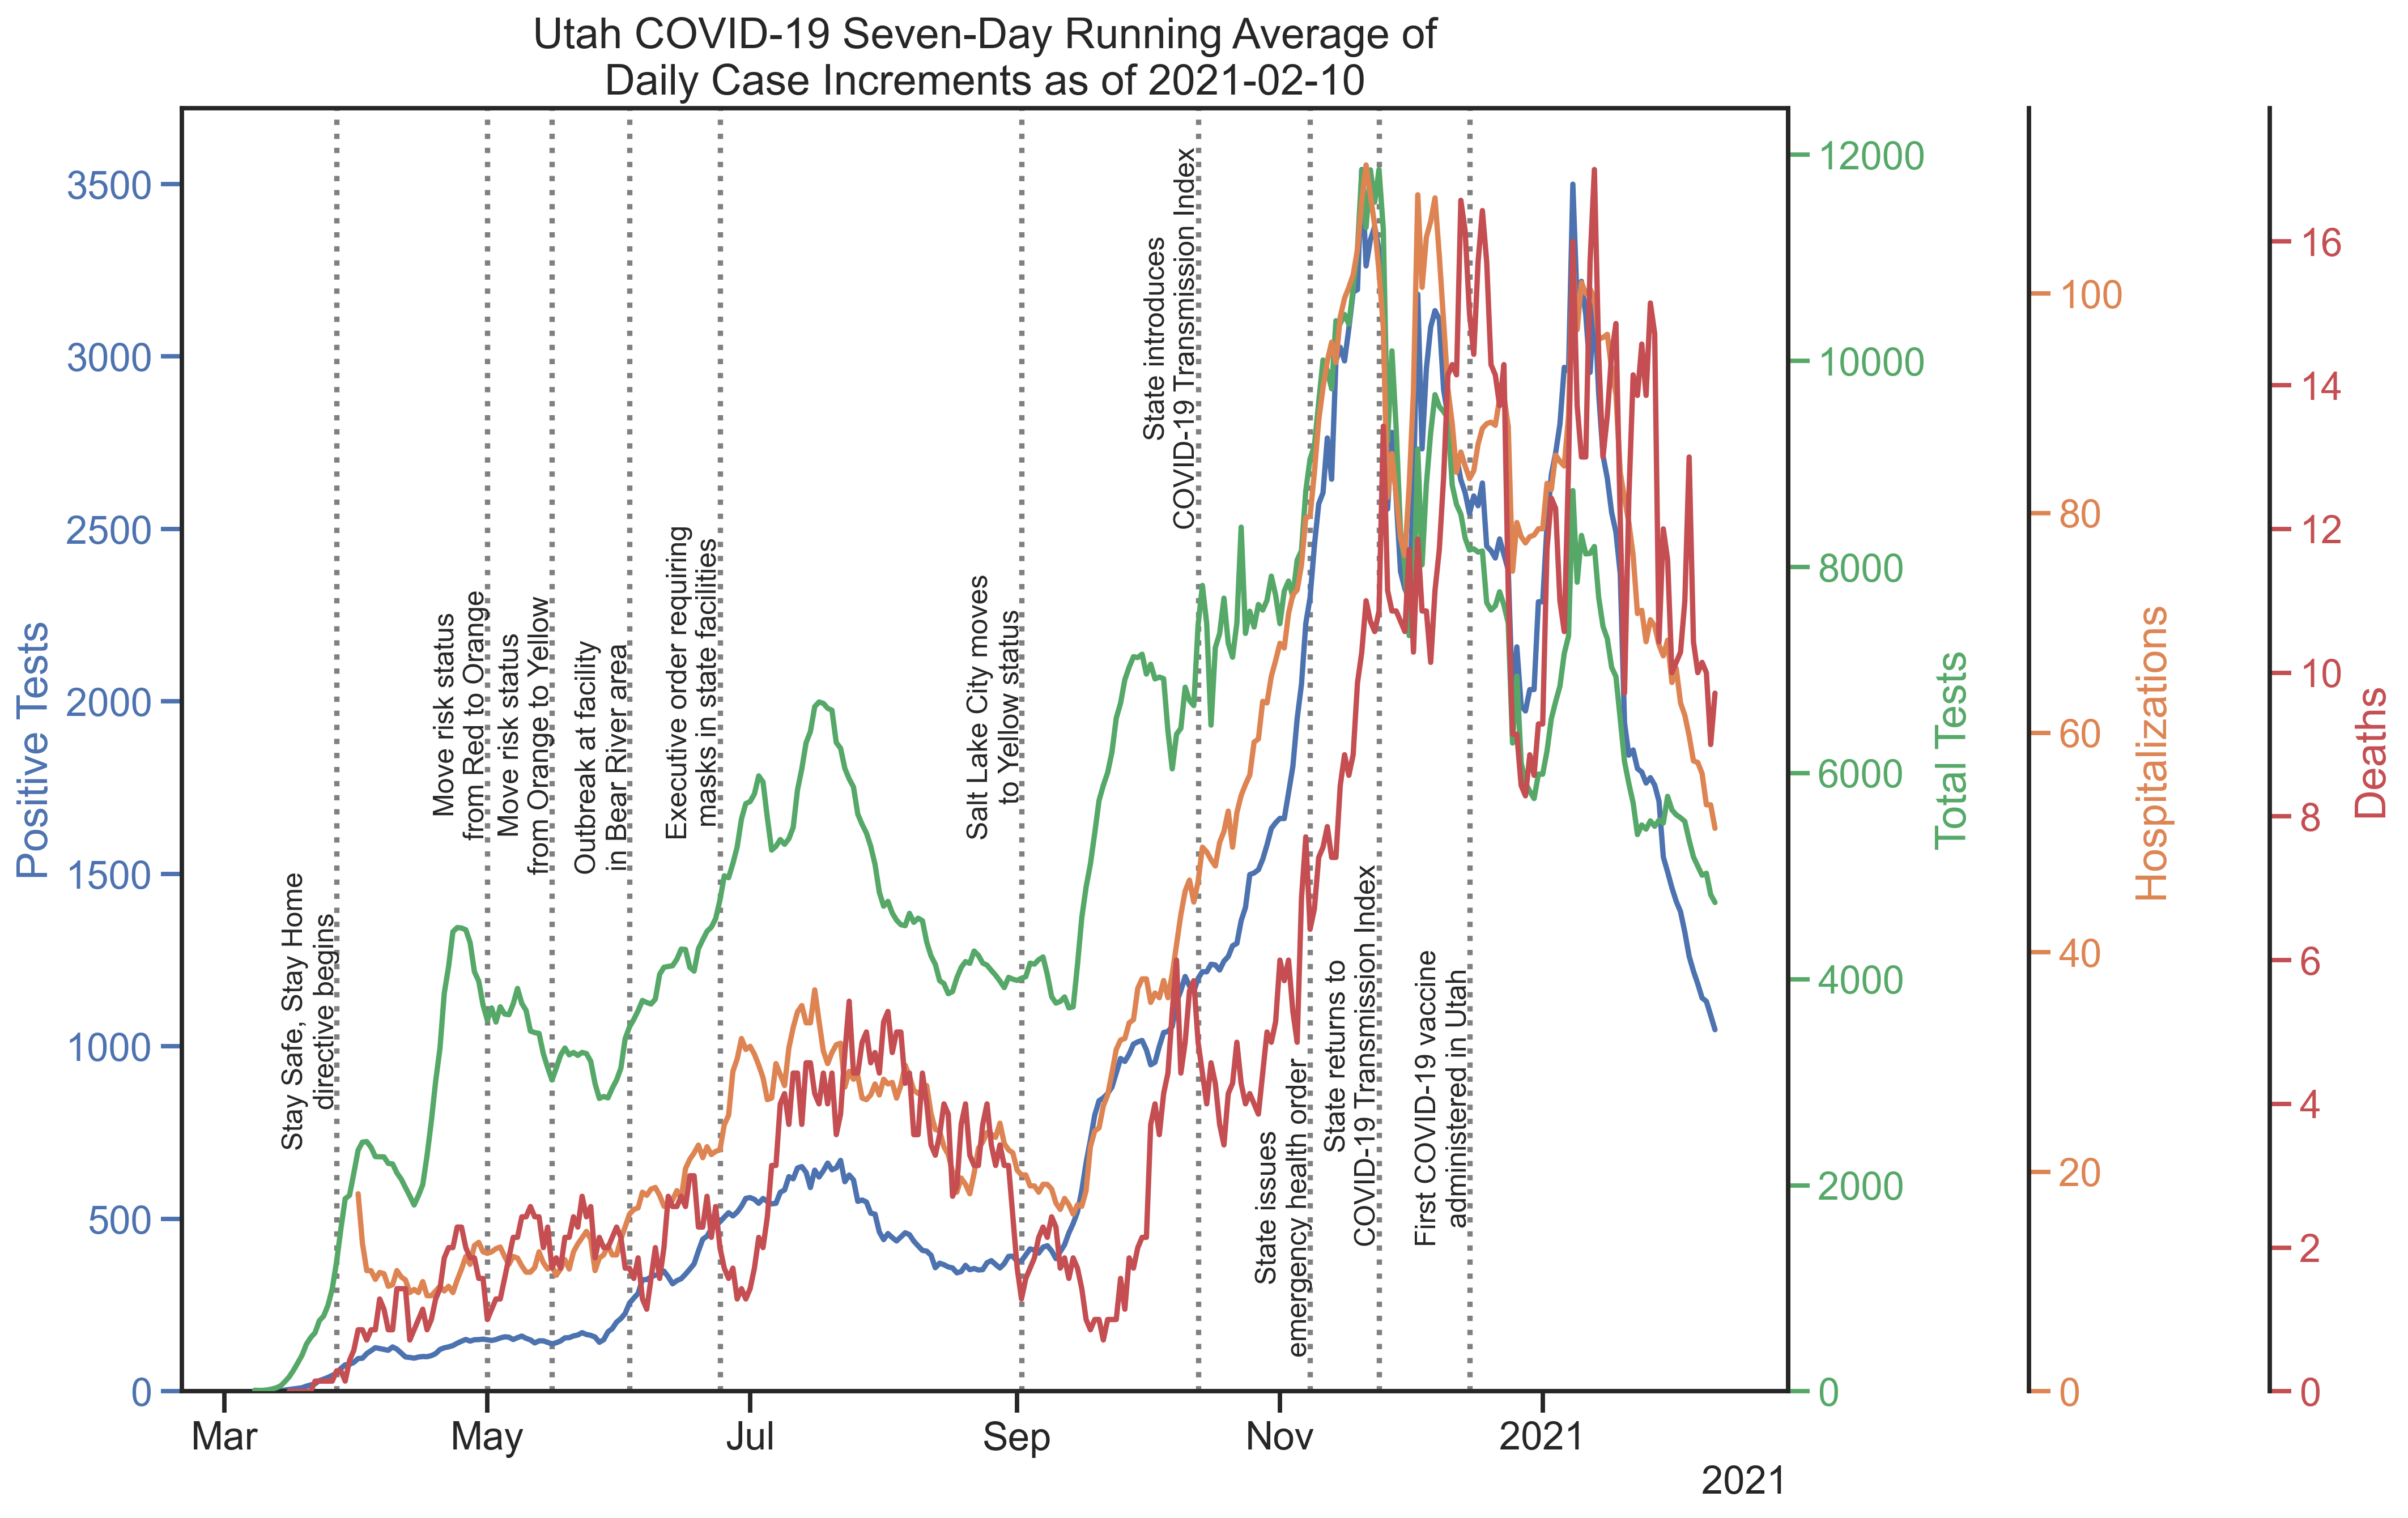 Utah COVID-19 Seven-Day Running Average of
Daily Case Increments as of 2021-02-10
Positive Tests
3500
3000
2500
2000
1500
1000
500
0
Stay Safe, Stay Home
directive begins
Move risk status
from Red to Orange
Move risk status
from Orange to Yellow
Outbreak at facility
in Bear River area
Executive order requiring
masks in state facilities
Salt Lake City moves
to Yellow status
State introduces
COVID-19 Transmission Index
State issues
emergency health order
State returns to
COVID-19 Transmission Index
First COVID-19 vaccine
administered in Utah
12000
10000
8000
6000
4000
2000
0
Total Tests
100
80
60
40
20
0
Hospitalizations
16
14
12
10
8
6
4
2
0
Deaths
Mar May Jul Sep Nov 2021
2021